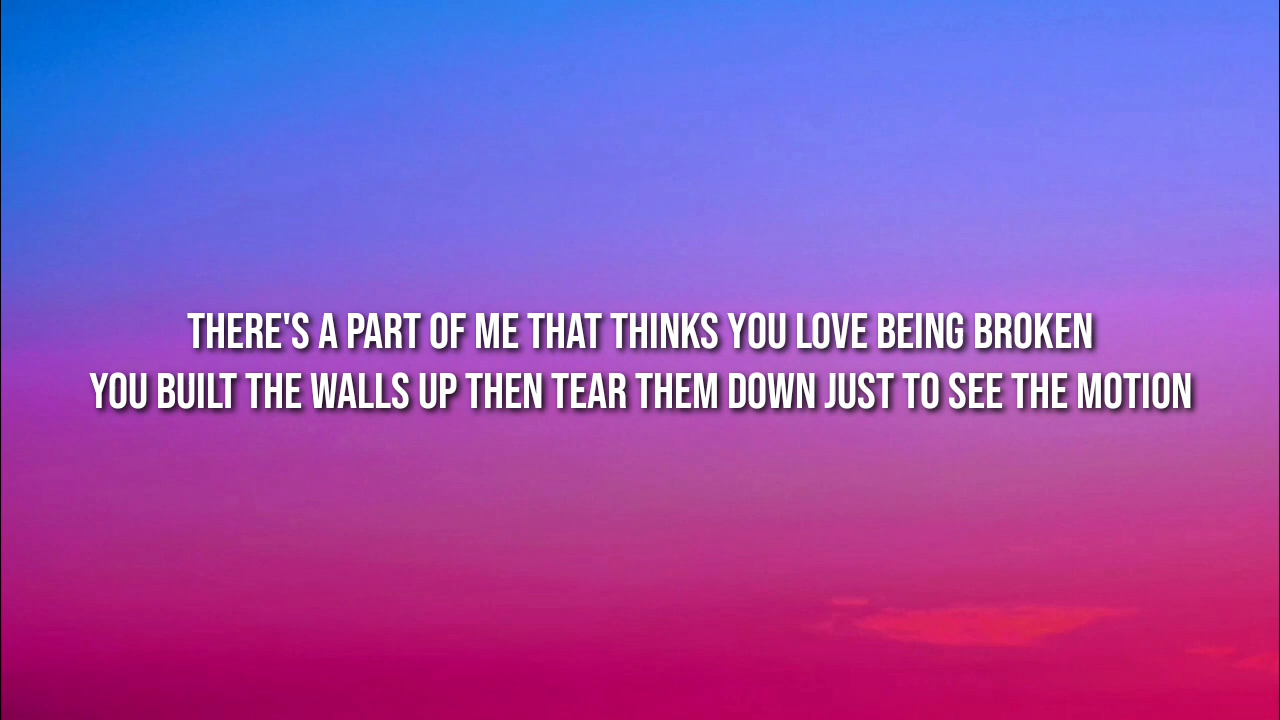 THERE'S A PART OF ME THAT THINKS YOU LOVE BEING BROKEN
YOU BUILT THE WALLS UP THEN TEAR THEM DOWN JUST TO SEE THE MOTION